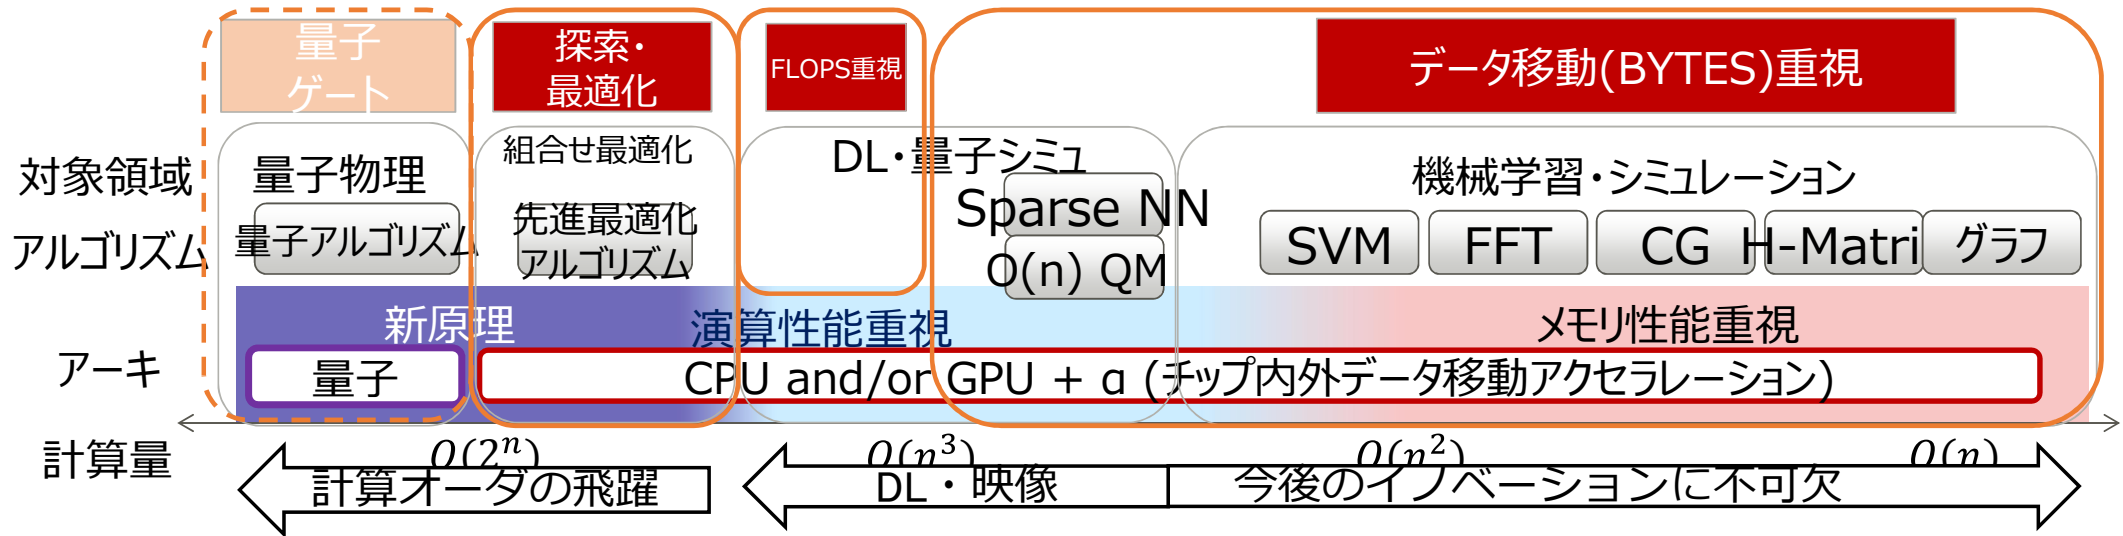 量子
ゲート
探索・
最適化
FLOPS重視
データ移動(BYTES)重視
対象領域
量子物理
組合せ最適化
DL・量子シミュ
機械学習・シミュレーション
アルゴリズム
量子アルゴリズム
先進最適化
アルゴリズム
Sparse NN
O(n) QM
SVM
FFT
CG
H-Matri
グラフ
新原理
演算性能重視
メモリ性能重視
アーキ
量子
CPU and/or GPU + α (チップ内外データ移動アクセラレーション)
計算量
O(2ⁿ)
O(n³)
O(n²)
O(n)
計算オーダの飛躍
DL・映像
今後のイノベーションに不可欠